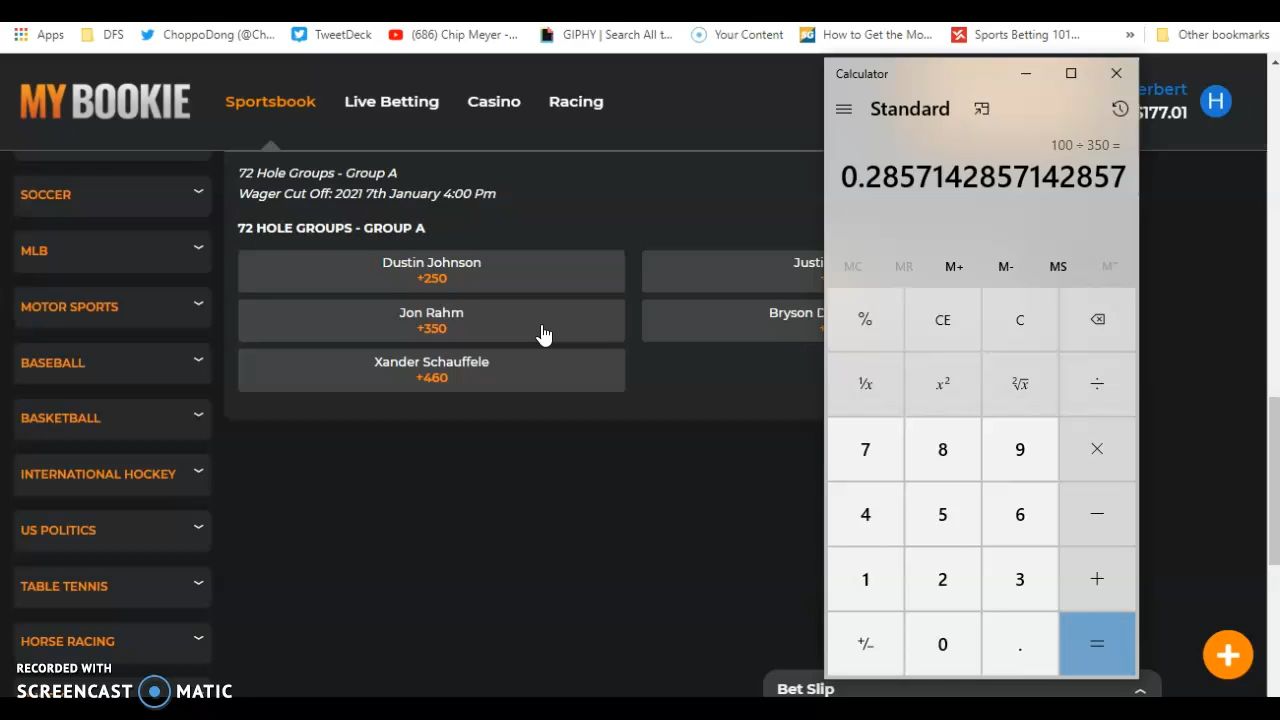 Apps DFS ChoppoDong (@Ch... TweetDeck (686) Chip Meyer -... GIPHY | Search All t... Your Content How to Get the Mo... Sports Betting 101... » Other bookmarks
MY BOOKIE Sportsbook Live Betting Casino Racing
erbert H
177.01
Calculator
Standard
100 ÷ 350 =
0.2857142857142857
MC MR M+ M- MS
% CE C
¹/x x² ²√x ÷
7 8 9 ×
4 5 6 −
1 2 3 +
+/− 0 . =
SOCCER
MLB
MOTOR SPORTS
BASEBALL
BASKETBALL
INTERNATIONAL HOCKEY
US POLITICS
TABLE TENNIS
HORSE RACING
72 Hole Groups - Group A
Wager Cut Off: 2021 7th January 4:00 Pm
72 HOLE GROUPS - GROUP A
Dustin Johnson
+250
Justi
Jon Rahm
+350
Bryson D
Xander Schauffele
+460
Bet Slip
+
RECORDED WITH
SCREENCAST MATIC